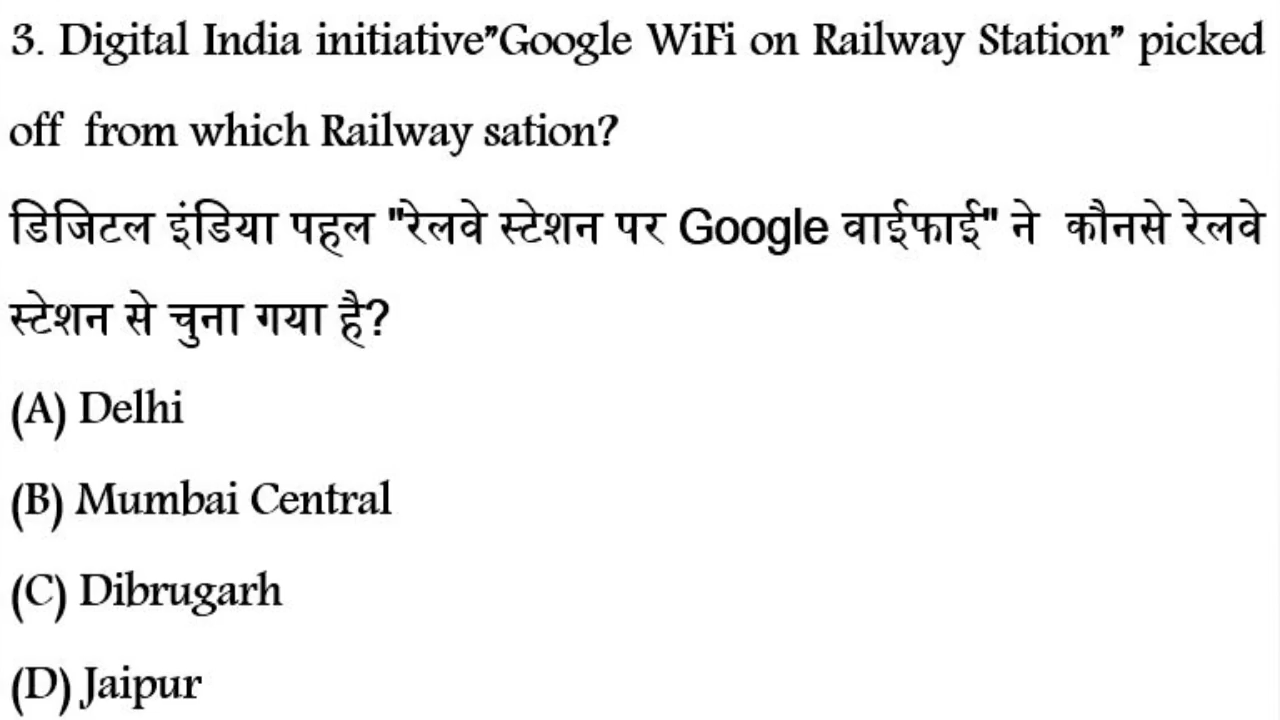 3. Digital India initiative”Google WiFi on Railway Station” picked
off from which Railway sation?
डिजिटल इंडिया पहल "रेलवे स्टेशन पर Google वाईफाई" ने कौनसे रेलवे
स्टेशन से चुना गया है?
(A) Delhi
(B) Mumbai Central
(C) Dibrugarh
(D) Jaipur